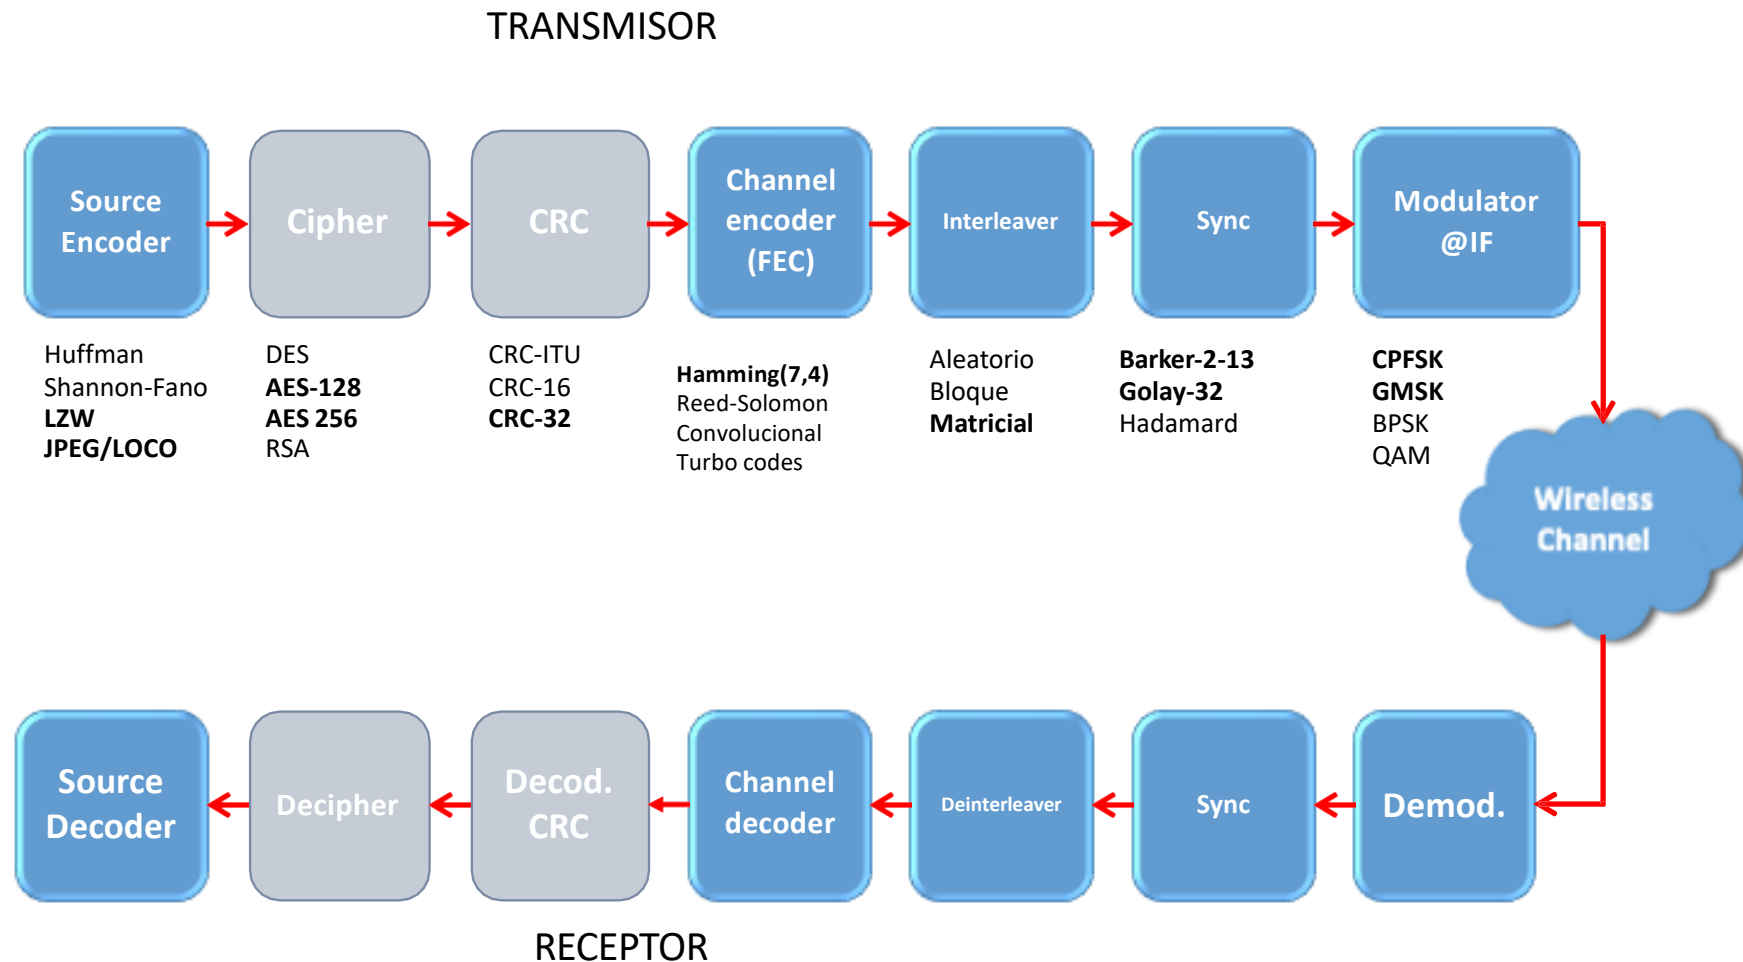 TRANSMISOR
Source
Encoder
Cipher
CRC
Channel
encoder
(FEC)
Interleaver
Sync
Modulator
@IF
Huffman
Shannon-Fano
LZW
JPEG/LOCO
DES
AES-128
AES 256
RSA
CRC-ITU
CRC-16
CRC-32
Hamming(7,4)
Reed-Solomon
Convolucional
Turbo codes
Aleatorio
Bloque
Matricial
Barker-2-13
Golay-32
Hadamard
CPFSK
GMSK
BPSK
QAM
Wireless
Channel
Source
Decoder
Decipher
Decod.
CRC
Channel
decoder
Deinterleaver
Sync
Demod.
RECEPTOR